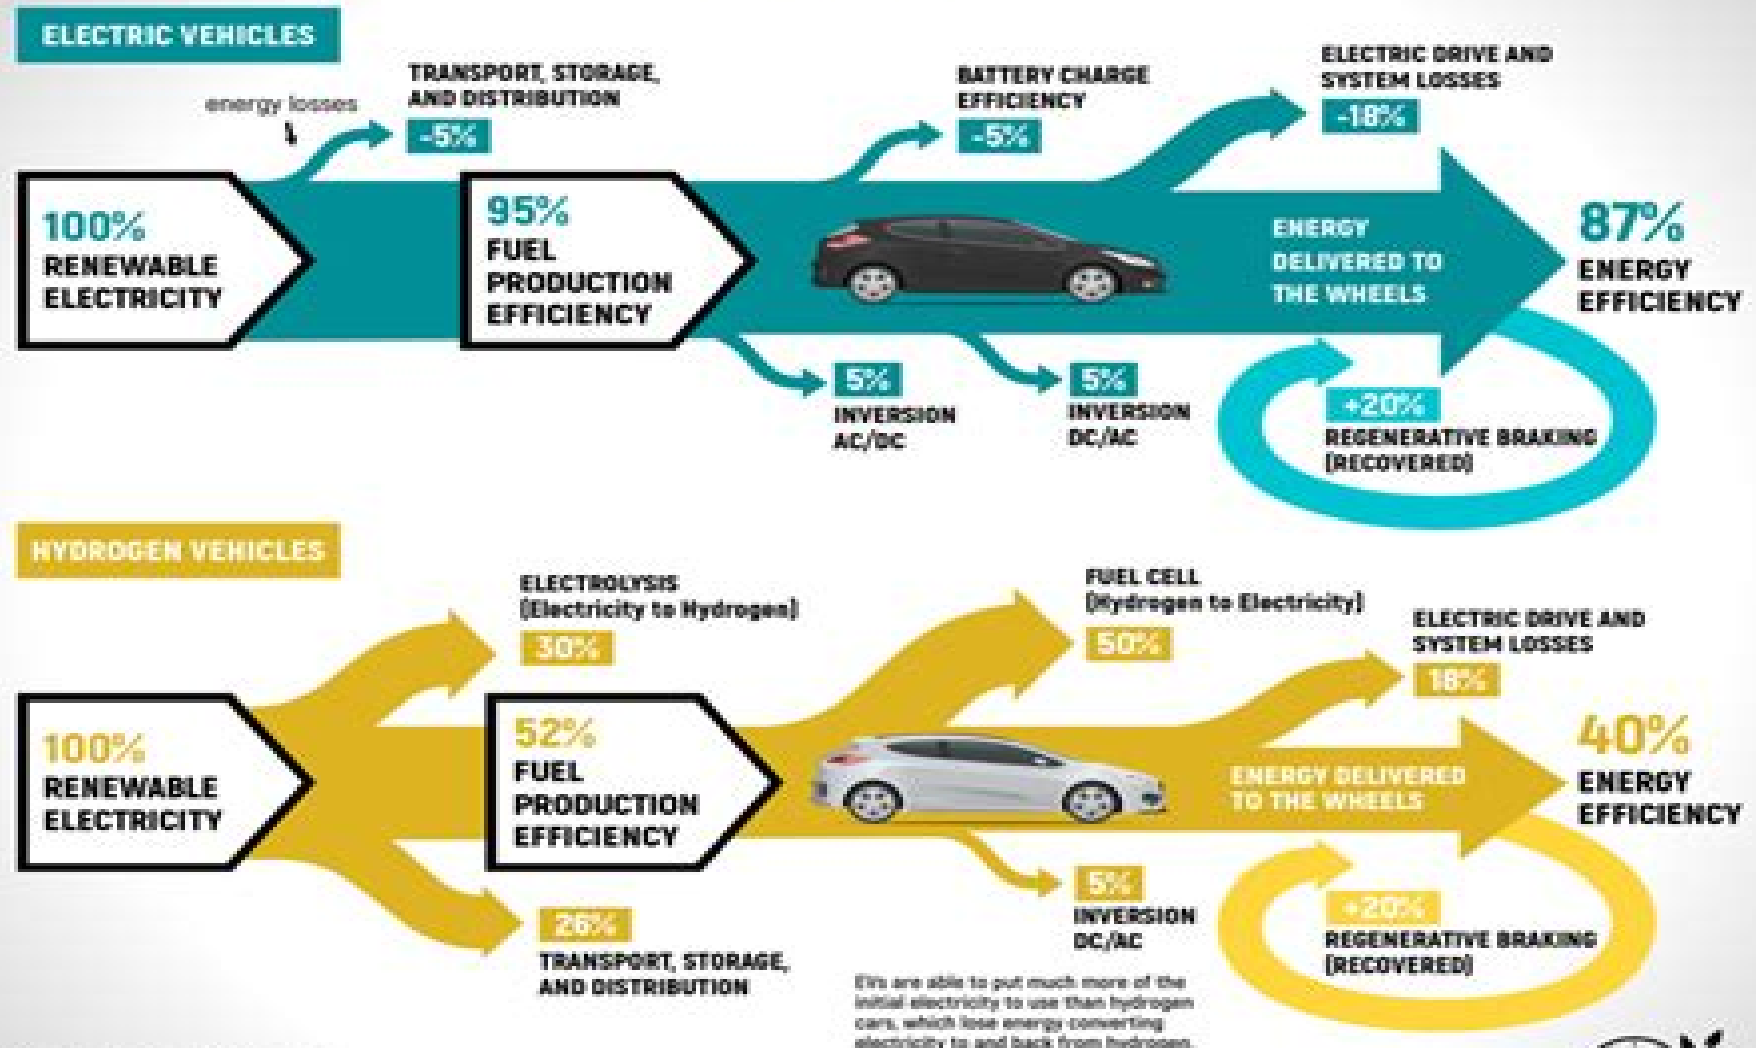 ELECTRIC VEHICLES
energy losses
TRANSPORT, STORAGE,
AND DISTRIBUTION
-5%
BATTERY CHARGE
EFFICIENCY
-5%
ELECTRIC DRIVE AND
SYSTEM LOSSES
-18%
100%
RENEWABLE
ELECTRICITY
95%
FUEL
PRODUCTION
EFFICIENCY
ENERGY
DELIVERED TO
THE WHEELS
87%
ENERGY
EFFICIENCY
5%
INVERSION
AC/DC
5%
INVERSION
DC/AC
+20%
REGENERATIVE BRAKING
(RECOVERED)
HYDROGEN VEHICLES
ELECTROLYSIS
(Electricity to Hydrogen)
30%
FUEL CELL
(Hydrogen to Electricity)
50%
ELECTRIC DRIVE AND
SYSTEM LOSSES
18%
100%
RENEWABLE
ELECTRICITY
52%
FUEL
PRODUCTION
EFFICIENCY
ENERGY DELIVERED
TO THE WHEELS
40%
ENERGY
EFFICIENCY
26%
TRANSPORT, STORAGE,
AND DISTRIBUTION
5%
INVERSION
DC/AC
+20%
REGENERATIVE BRAKING
(RECOVERED)
EVs are able to put much more of the
initial electricity to use than hydrogen
cars, which lose energy converting
electricity to and back from hydrogen.